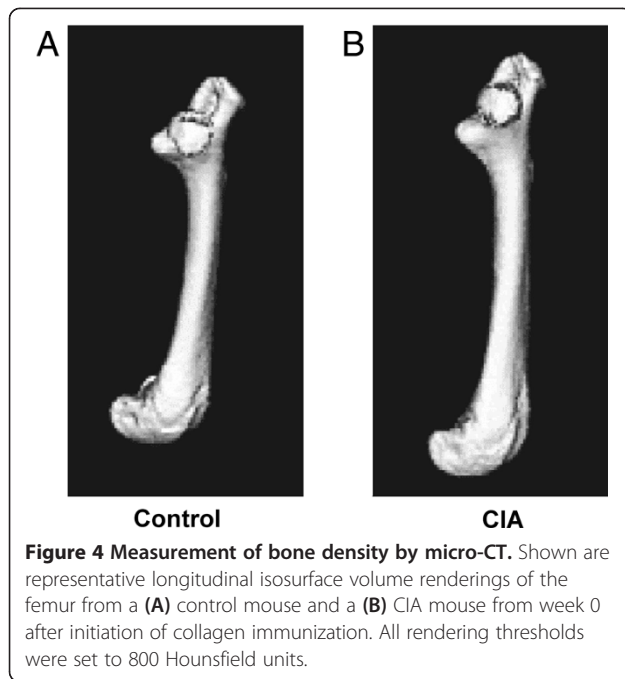 A
B
Control
CIA
Figure 4 Measurement of bone density by micro-CT. Shown are
representative longitudinal isosurface volume renderings of the
femur from a (A) control mouse and a (B) CIA mouse from week 0
after initiation of collagen immunization. All rendering thresholds
were set to 800 Hounsfield units.